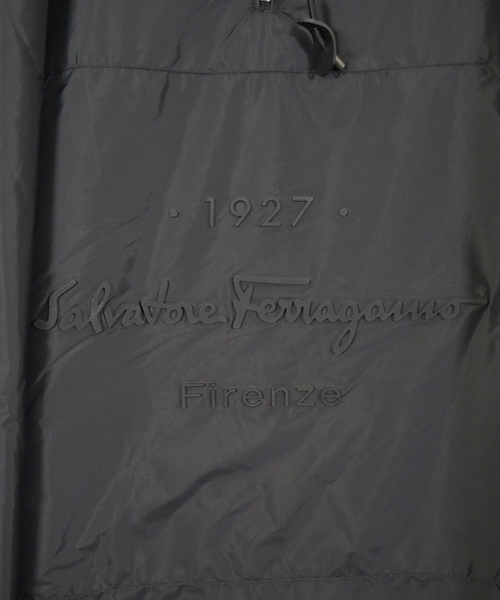 · 1927 ·
Salvatore Ferragamo
Firenze